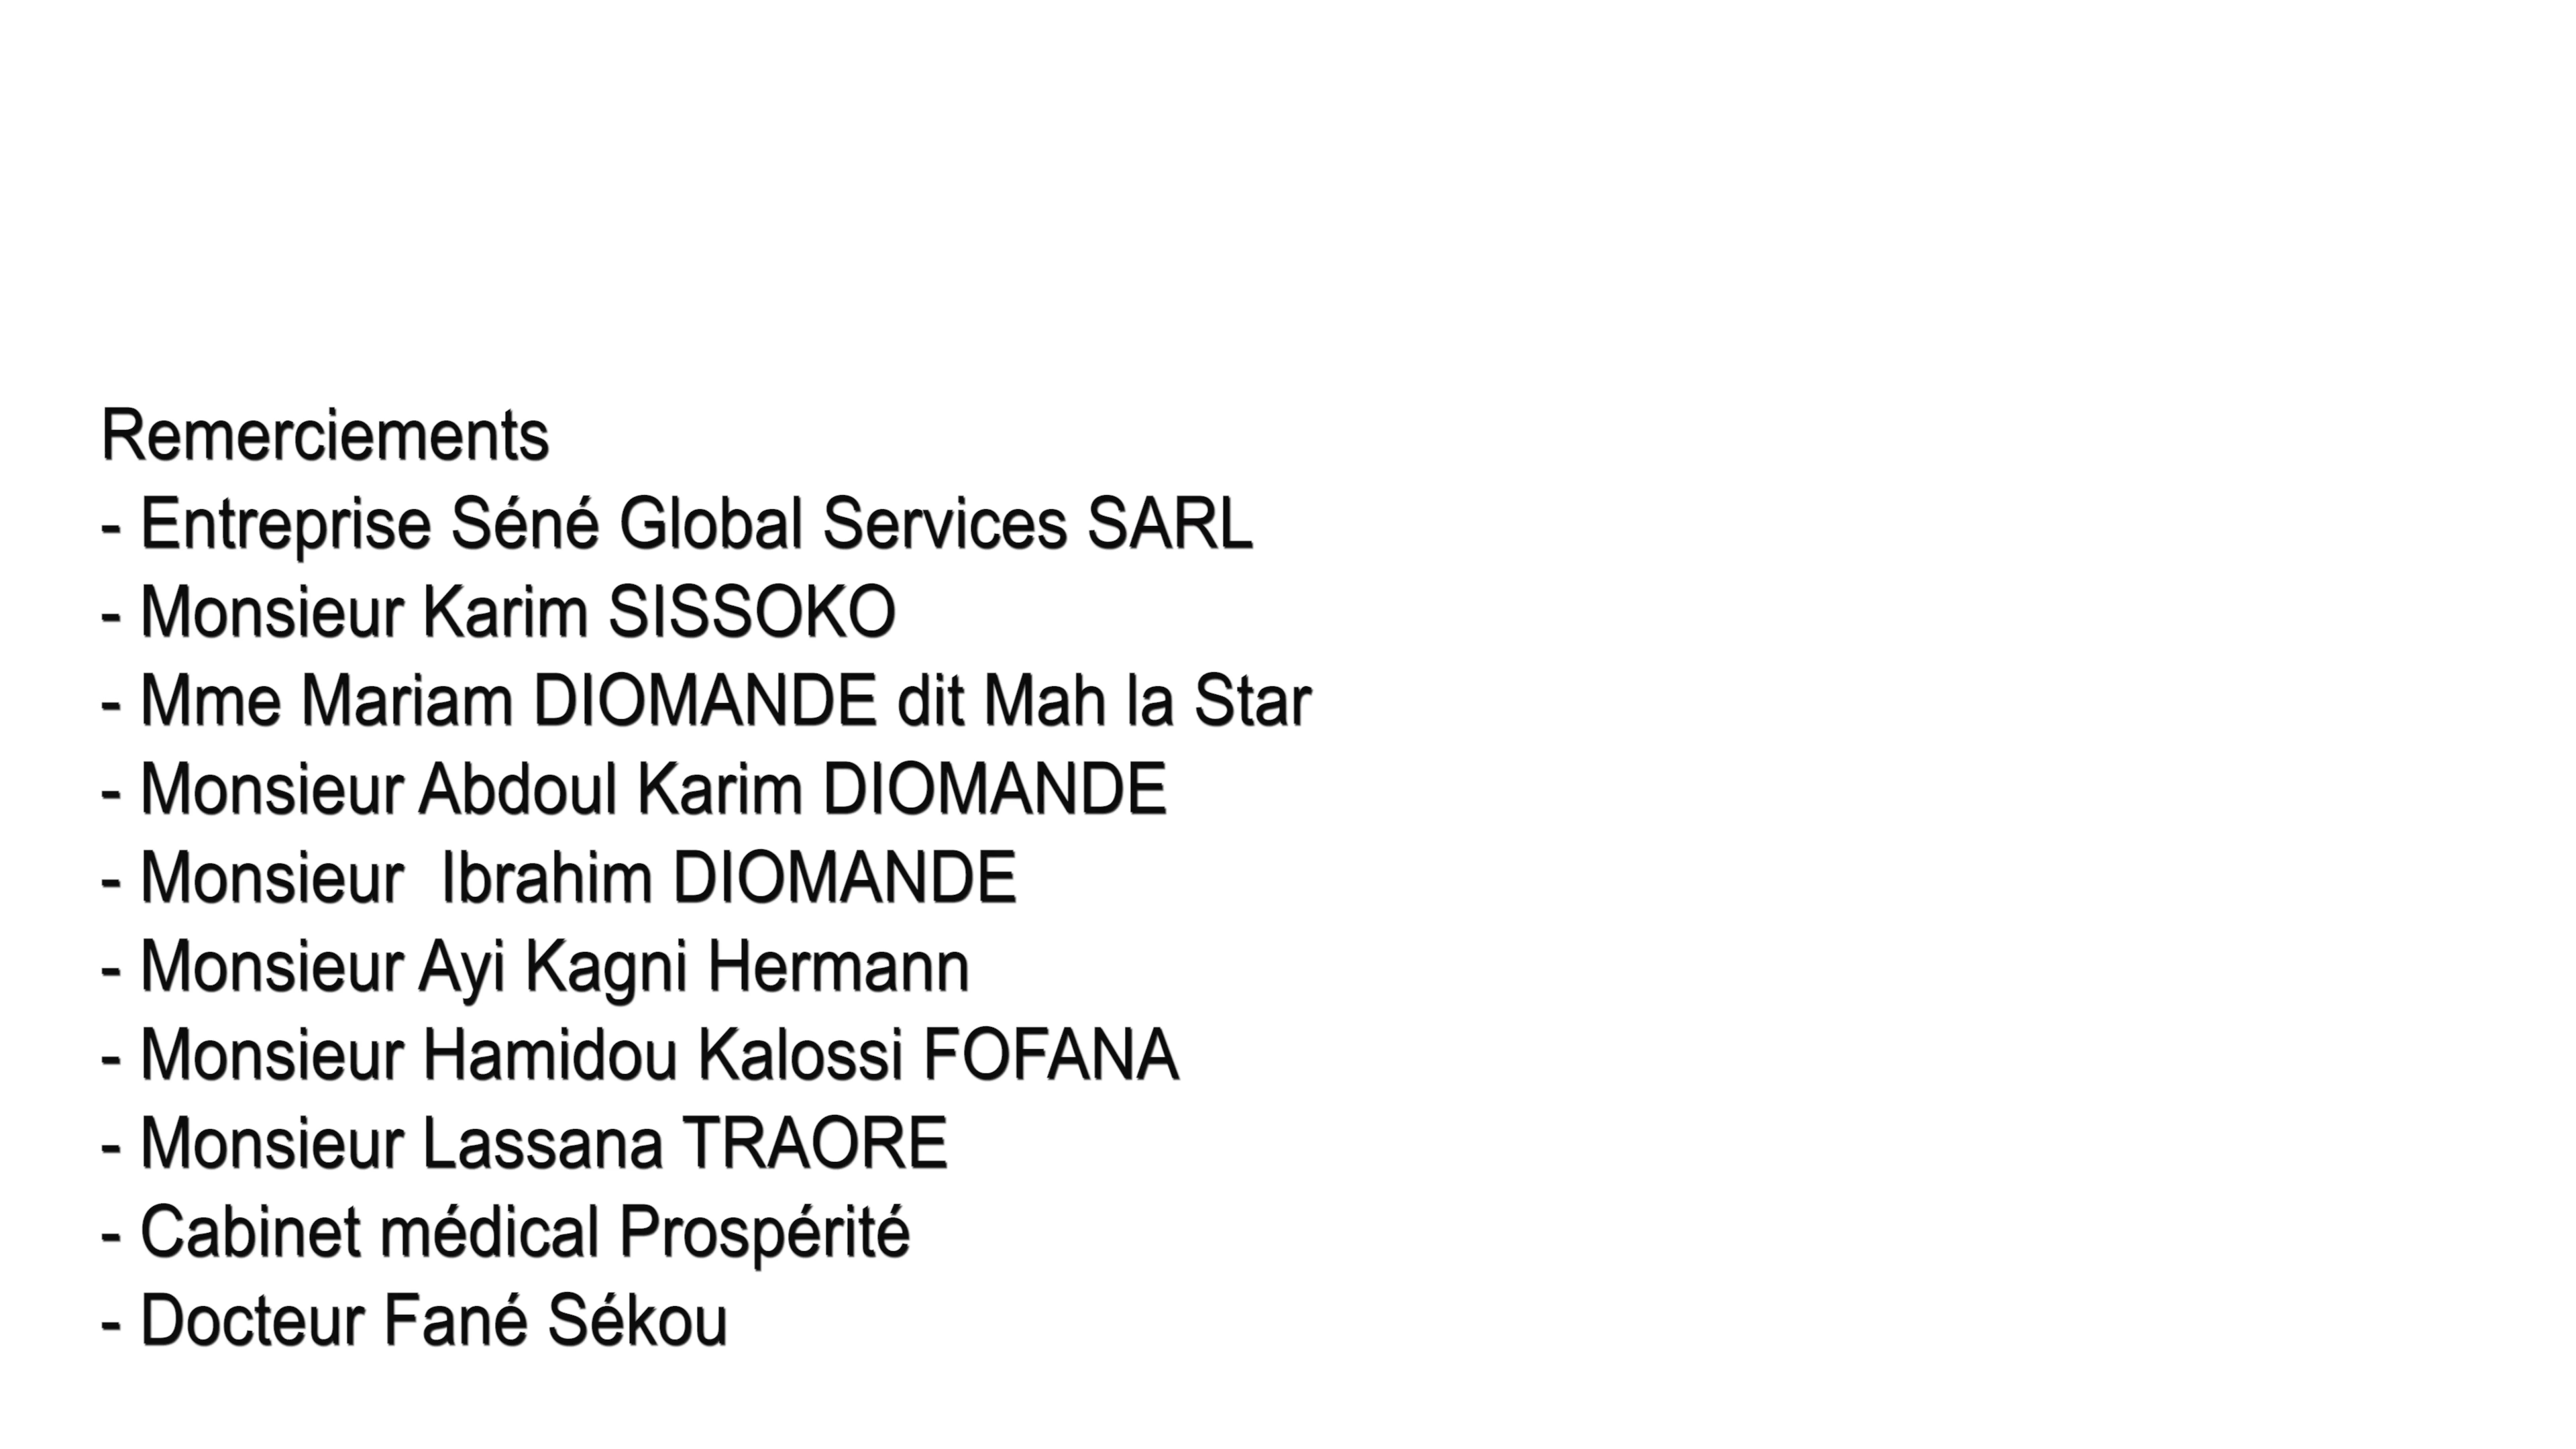 Remerciements
- Entreprise Séné Global Services SARL
- Monsieur Karim SISSOKO
- Mme Mariam DIOMANDE dit Mah la Star
- Monsieur Abdoul Karim DIOMANDE
- Monsieur  Ibrahim DIOMANDE
- Monsieur Ayi Kagni Hermann
- Monsieur Hamidou Kalossi FOFANA
- Monsieur Lassana TRAORE
- Cabinet médical Prospérité
- Docteur Fané Sékou